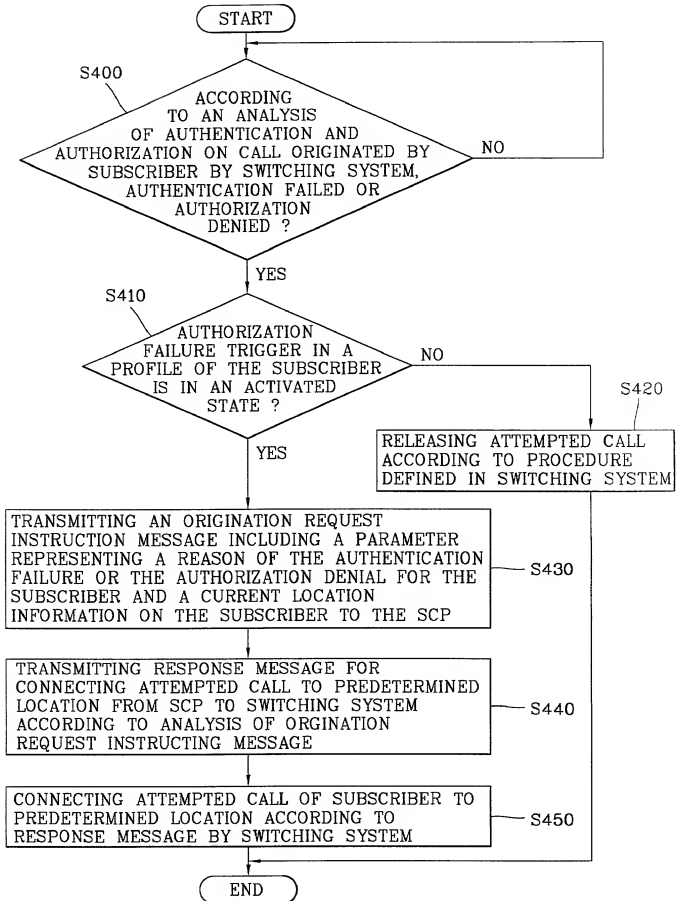 START
S400
ACCORDING
TO AN ANALYSIS
OF AUTHENTICATION AND
AUTHORIZATION ON CALL ORIGINATED BY
SUBSCRIBER BY SWITCHING SYSTEM,
AUTHENTICATION FAILED OR
AUTHORIZATION
DENIED ?
NO
YES
S410
AUTHORIZATION
FAILURE TRIGGER IN A
PROFILE OF THE SUBSCRIBER
IS IN AN ACTIVATED
STATE ?
NO
YES
S420
RELEASING ATTEMPTED CALL
ACCORDING TO PROCEDURE
DEFINED IN SWITCHING SYSTEM
TRANSMITTING AN ORIGINATION REQUEST
INSTRUCTION MESSAGE INCLUDING A PARAMETER
REPRESENTING A REASON OF THE AUTHENTICATION
FAILURE OR THE AUTHORIZATION DENIAL FOR THE
SUBSCRIBER AND A CURRENT LOCATION
INFORMATION ON THE SUBSCRIBER TO THE SCP
S430
TRANSMITTING RESPONSE MESSAGE FOR
CONNECTING ATTEMPTED CALL TO PREDETERMINED
LOCATION FROM SCP TO SWITCHING SYSTEM
ACCORDING TO ANALYSIS OF ORGINATION
REQUEST INSTRUCTING MESSAGE
S440
CONNECTING ATTEMPTED CALL OF SUBSCRIBER TO
PREDETERMINED LOCATION ACCORDING TO
RESPONSE MESSAGE BY SWITCHING SYSTEM
S450
END